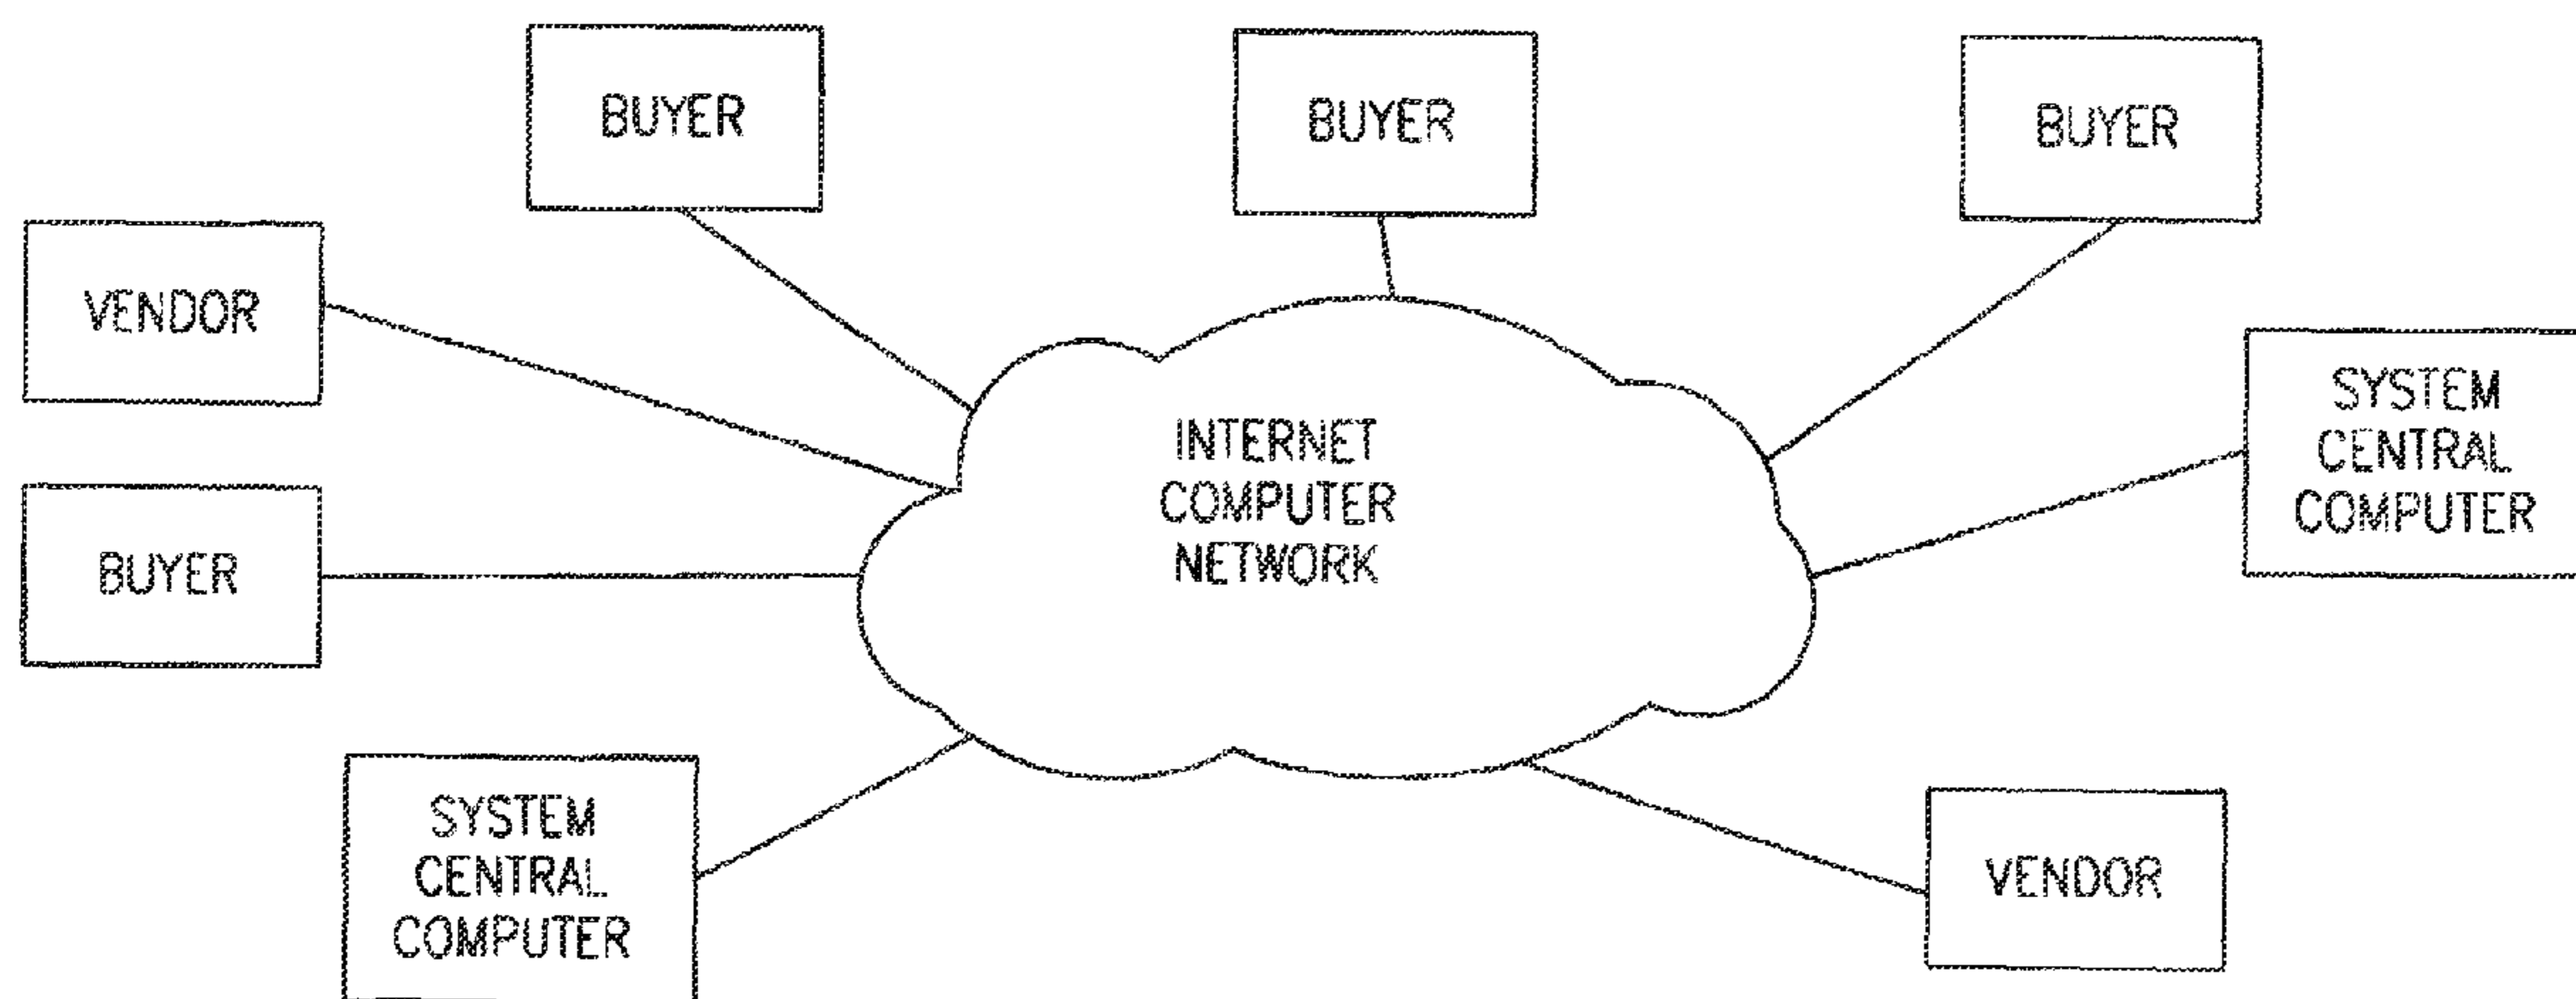 BUYER
BUYER
BUYER
VENDOR
SYSTEM
CENTRAL
COMPUTER
INTERNET
COMPUTER
NETWORK
BUYER
SYSTEM
CENTRAL
COMPUTER
VENDOR